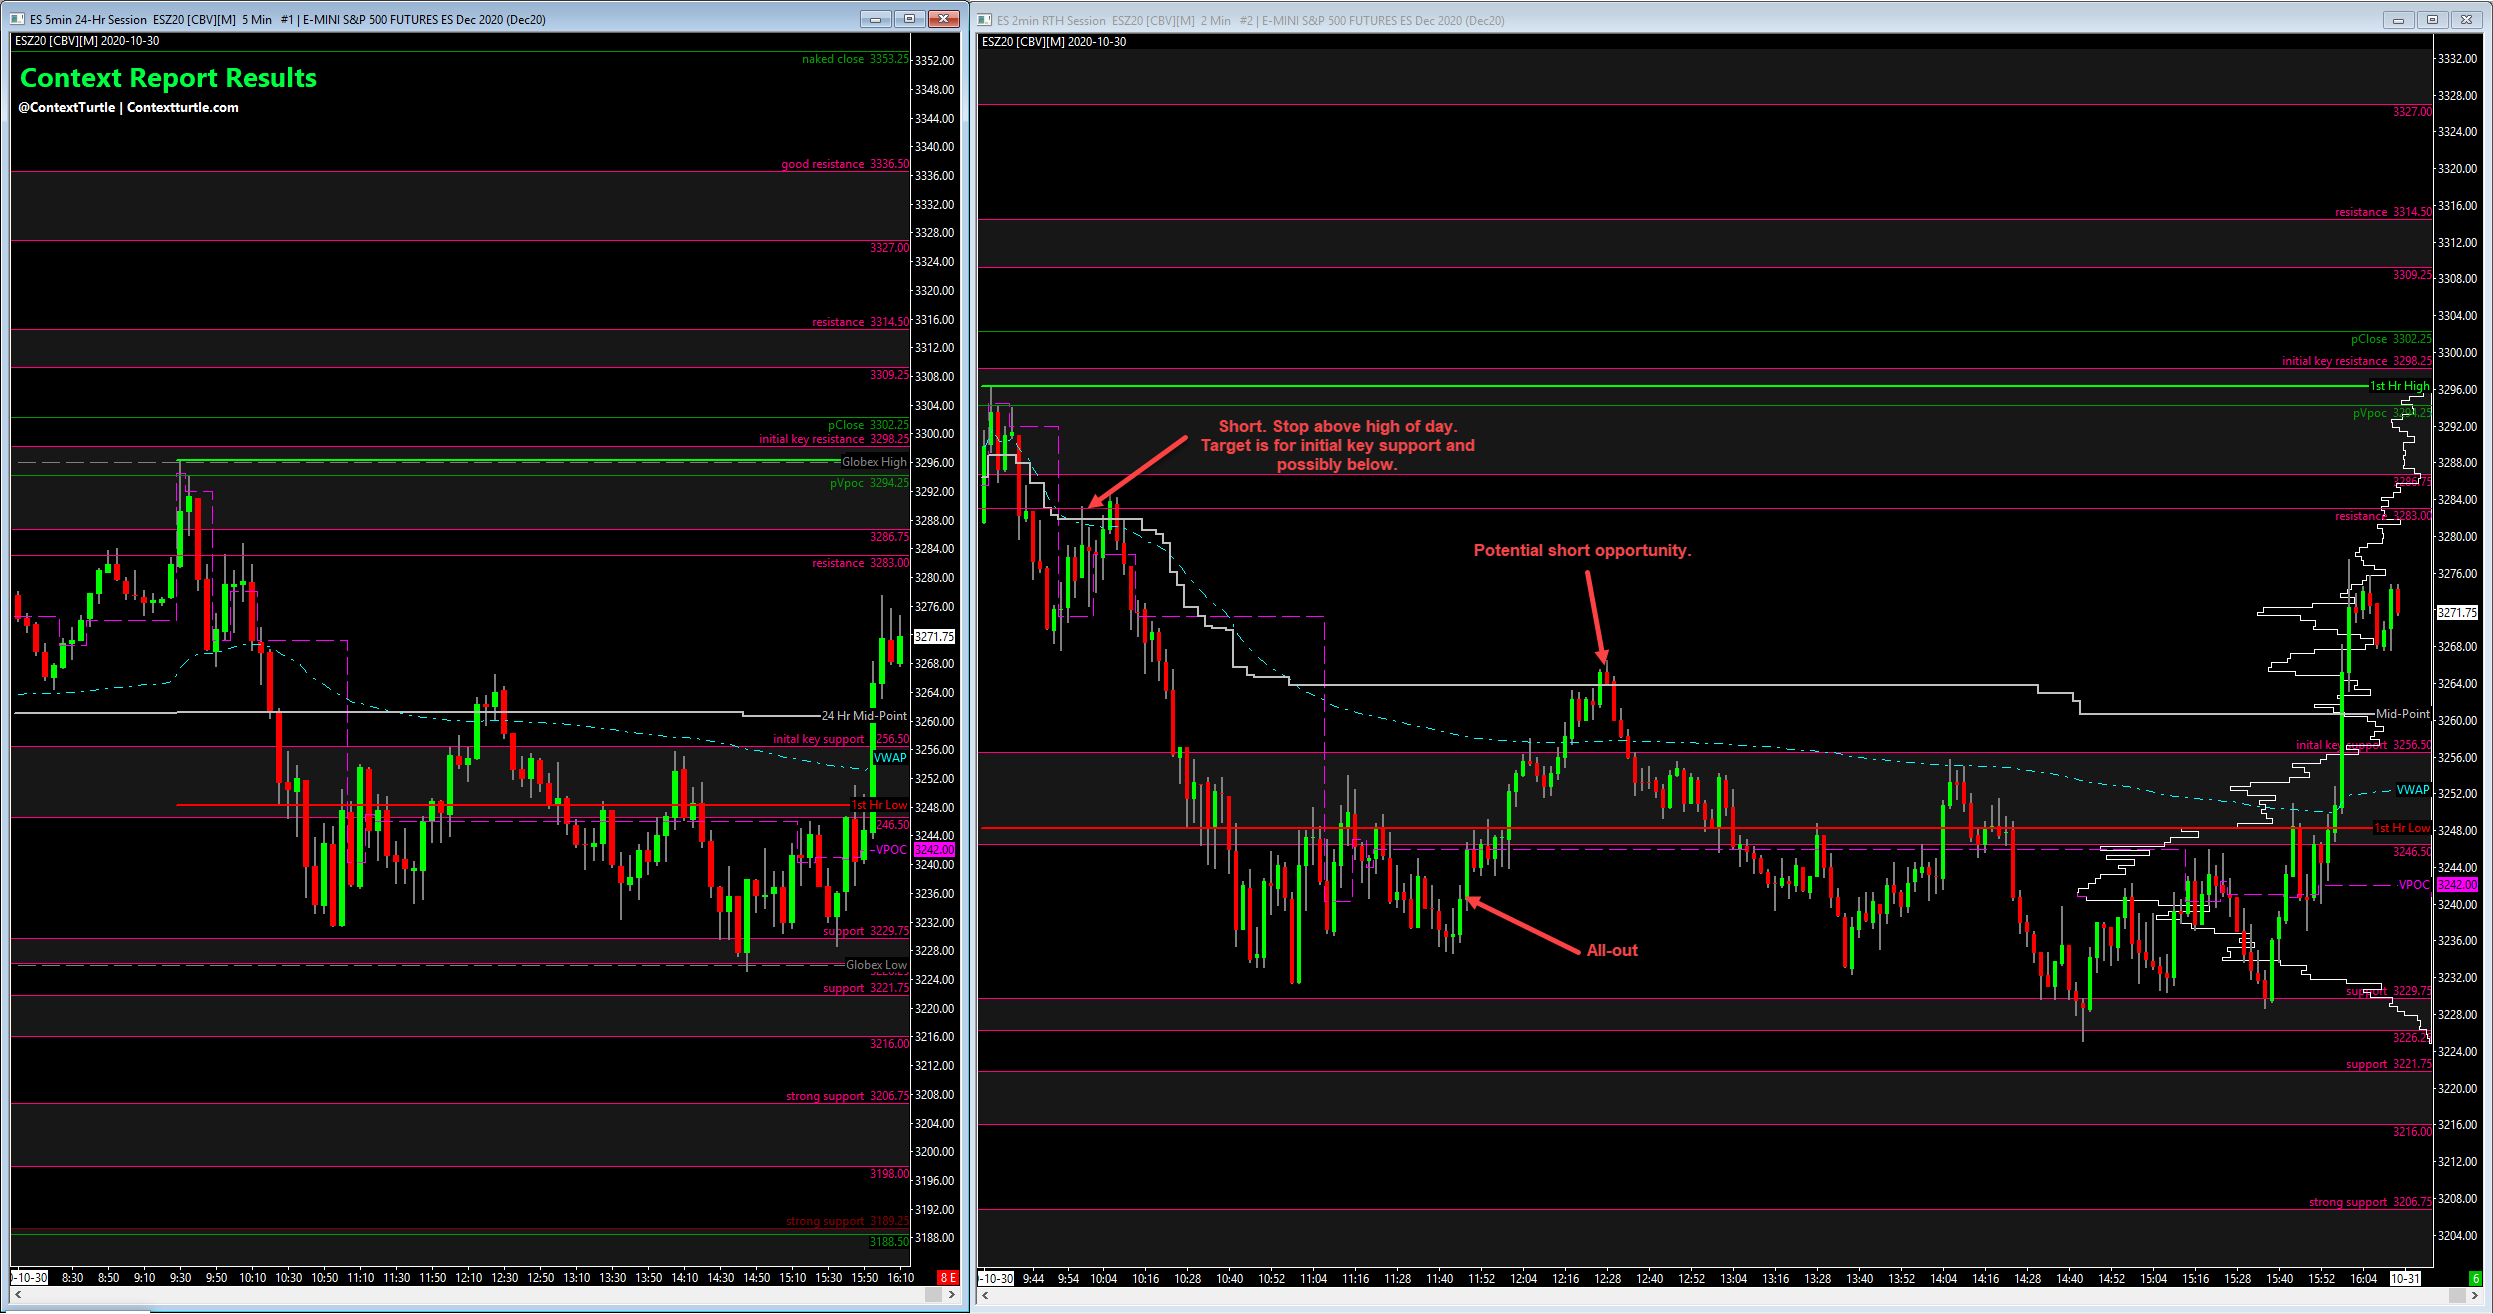 ES 5min 24-Hr Session ESZ20 [CBV][M] 5 Min #1 | E-MINI S&P 500 FUTURES ES Dec 2020 (Dec20)
ESZ20 [CBV][M] 2020-10-30
Context Report Results
@ContextTurtle | Contextturtle.com
naked close 3353.25
good resistance 3336.50
3327.00
resistance 3314.50
3309.25
pClose 3302.25
initial key resistance 3298.25
Globex High
pVpoc 3294.25
3286.75
resistance 3283.00
24 Hr Mid-Point
inital key support 3256.50
VWAP
1st Hr Low
3246.50
VPOC
support 3229.75
Globex Low
support 3221.75
3216.00
strong support 3206.75
3198.00
strong support 3189.25
3188.50
3352.00
3348.00
3344.00
3340.00
3336.00
3332.00
3328.00
3324.00
3320.00
3316.00
3312.00
3308.00
3304.00
3300.00
3296.00
3292.00
3288.00
3284.00
3280.00
3276.00
3271.75
3268.00
3264.00
3260.00
3256.00
3252.00
3248.00
3244.00
3242.00
3240.00
3236.00
3232.00
3228.00
3224.00
3220.00
3216.00
3212.00
3208.00
3204.00
3200.00
3196.00
3192.00
3188.00
0-10-30 8:30 8:50 9:10 9:30 9:50 10:10 10:30 10:50 11:10 11:30 11:50 12:10 12:30 12:50 13:10 13:30 13:50 14:10 14:30 14:50 15:10 15:30 15:50 16:10 8 E
ES 2min RTH Session ESZ20 [CBV][M] 2 Min #2 | E-MINI S&P 500 FUTURES ES Dec 2020 (Dec20)
ESZ20 [CBV][M] 2020-10-30
3327.00
resistance 3314.50
3309.25
pClose 3302.25
initial key resistance 3298.25
1st Hr High
pVpoc 3294.25
Short. Stop above high of day.
Target is for initial key support and
possibly below.
3286.75
resistance 3283.00
Potential short opportunity.
Mid-Point
inital key support 3256.50
VWAP
1st Hr Low
3246.50
VPOC
All-out
support 3229.75
3226.25
support 3221.75
3216.00
strong support 3206.75
3332.00
3328.00
3324.00
3320.00
3316.00
3312.00
3308.00
3304.00
3300.00
3296.00
3292.00
3288.00
3284.00
3280.00
3276.00
3271.75
3268.00
3264.00
3260.00
3256.00
3252.00
3248.00
3244.00
3242.00
3240.00
3236.00
3232.00
3228.00
3224.00
3220.00
3216.00
3212.00
3208.00
3204.00
-10-30 9:44 9:54 10:04 10:16 10:28 10:40 10:52 11:04 11:16 11:28 11:40 11:52 12:04 12:16 12:28 12:40 12:52 13:04 13:16 13:28 13:40 13:52 14:04 14:16 14:28 14:40 14:52 15:04 15:16 15:28 15:40 15:52 16:04 10-31 6